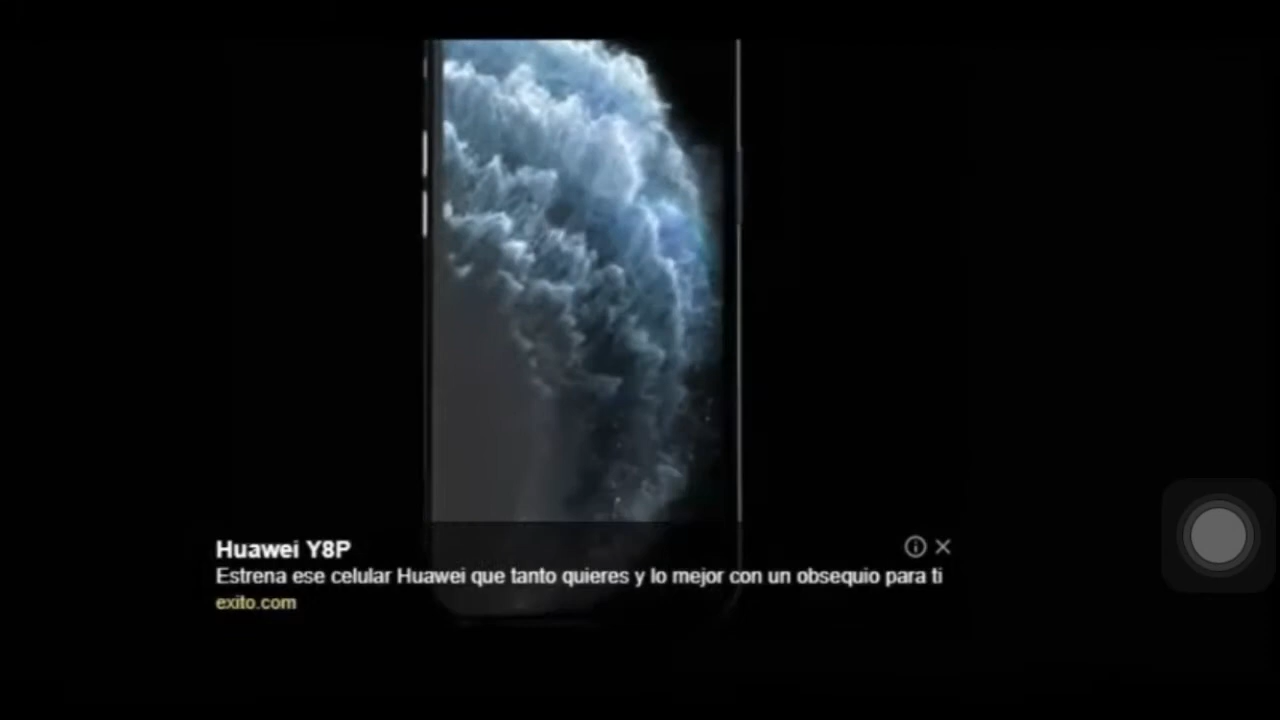 Huawei Y8P
Estrena ese celular Huawei que tanto quieres y lo mejor con un obsequio para ti
exito.com